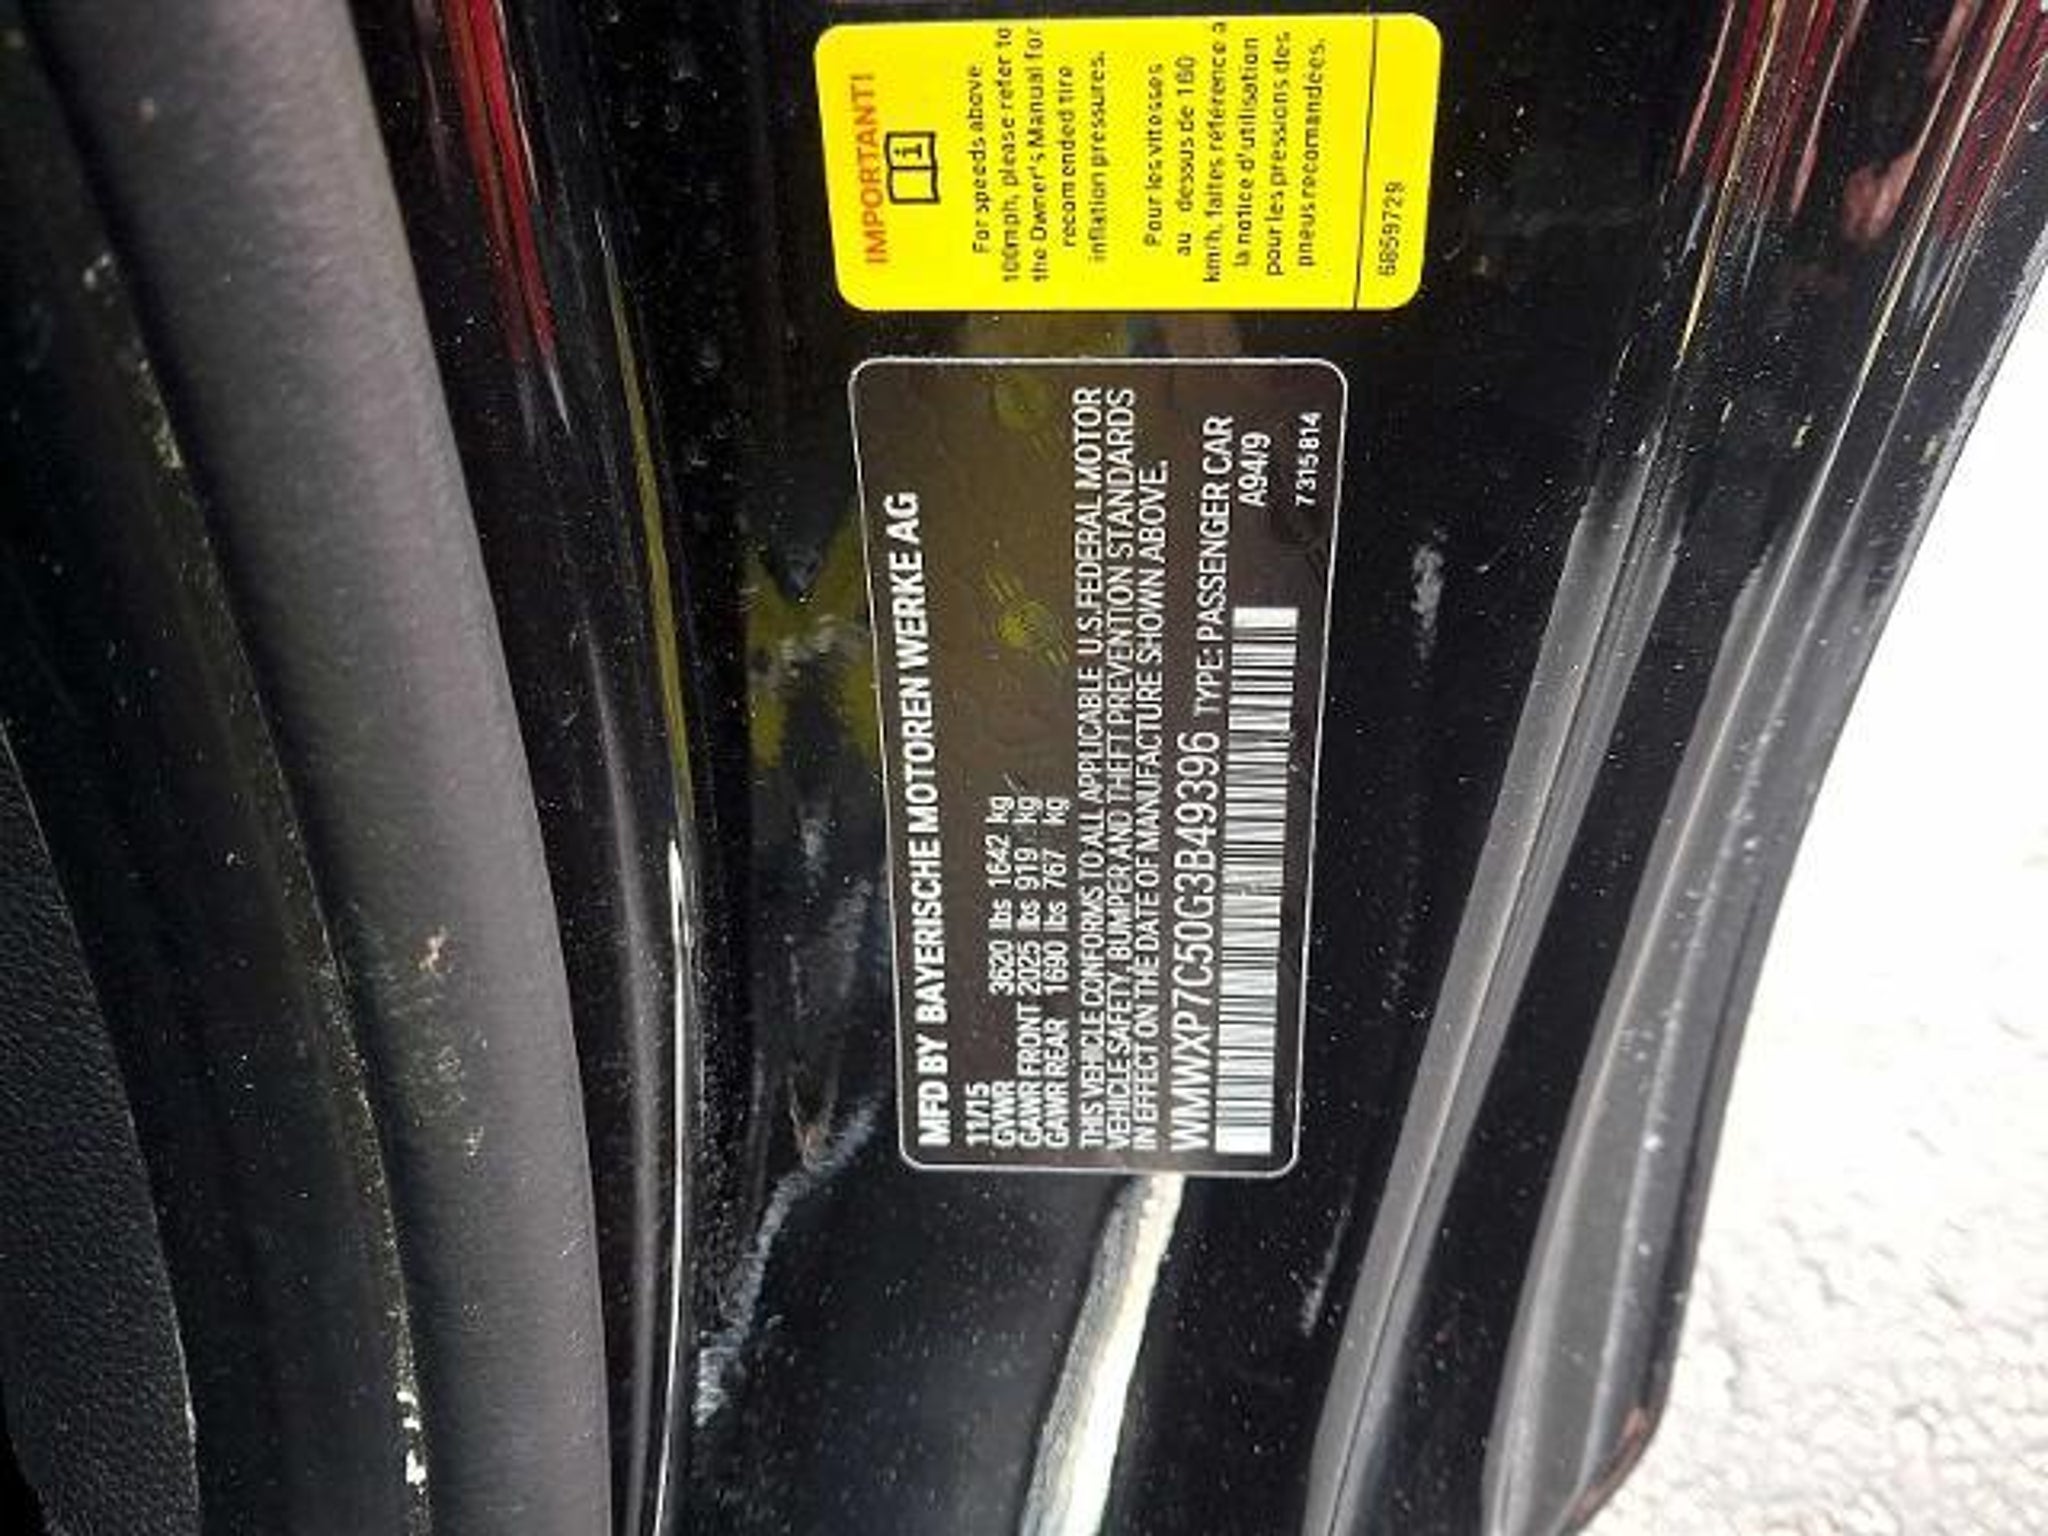 MFD BY BAYERISCHE MOTOREN WERKE AG
11/15
GVWR 3620 lbs 1642 kg
GAWR FRONT 2025 lbs 919 kg
GAWR REAR 1690 lbs 767 kg
THIS VEHICLE CONFORMS TO ALL APPLICABLE U.S. FEDERAL MOTOR
VEHICLE SAFETY, BUMPER AND THEFT PREVENTION STANDARDS
IN EFFECT ON THE DATE OF MANUFACTURE SHOWN ABOVE.
WMWXP7C50G3B49396 TYPE: PASSENGER CAR
A94/9
7315814
IMPORTANT!
For speeds above
100mph, please refer to
the Owner's Manual for
recomended tire
inflation pressures.
Pour les vitesses
au dessus de 160
km/h, faites référence a
la notice d'utilisation
pour les pressions des
pneus recomandées.
6859729